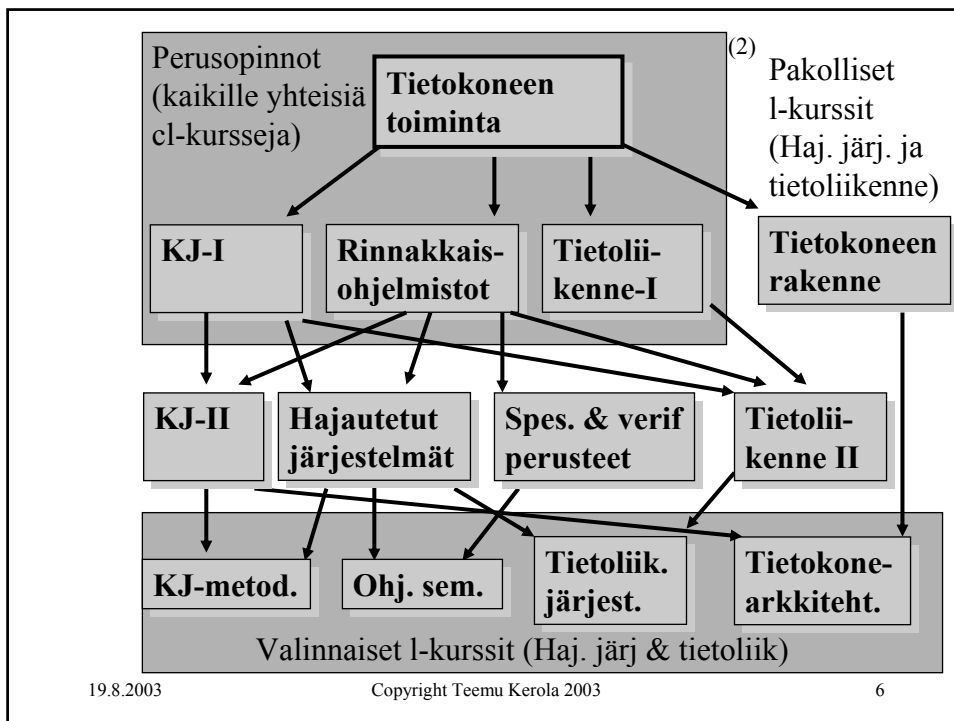 Perusopinnot
(kaikille yhteisiä
cl-kursseja)
Tietokoneen
toiminta
(2)
Pakolliset
l-kurssit
(Haj. järj. ja
tietoliikenne)
KJ-I
Rinnakkais-
ohjelmistot
Tietolii-
kenne-I
Tietokoneen
rakenne
KJ-II
Hajautetut
järjestelmät
Spes. & verif
perusteet
Tietolii-
kenne II
KJ-metod.
Ohj. sem.
Tietoliik.
järjest.
Tietokone-
arkkiteht.
Valinnaiset l-kurssit (Haj. järj & tietoliik)
19.8.2003
Copyright Teemu Kerola 2003
6